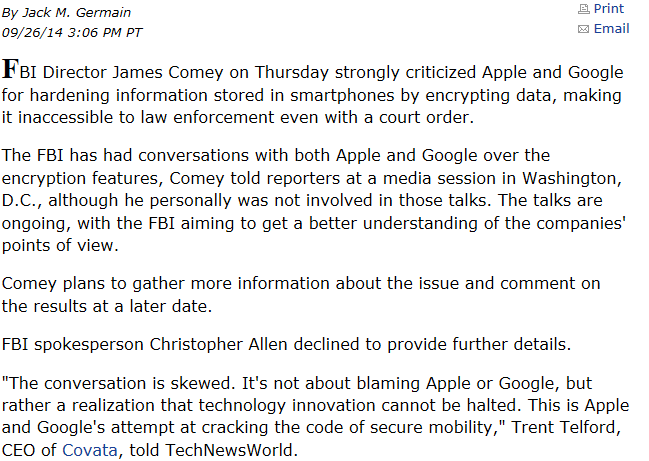 By Jack M. Germain
Print
09/26/14 3:06 PM PT
Email
FBI Director James Comey on Thursday strongly criticized Apple and Google
for hardening information stored in smartphones by encrypting data, making
it inaccessible to law enforcement even with a court order.
The FBI has had conversations with both Apple and Google over the
encryption features, Comey told reporters at a media session in Washington,
D.C., although he personally was not involved in those talks. The talks are
ongoing, with the FBI aiming to get a better understanding of the companies'
points of view.
Comey plans to gather more information about the issue and comment on
the results at a later date.
FBI spokesperson Christopher Allen declined to provide further details.
"The conversation is skewed. It's not about blaming Apple or Google, but
rather a realization that technology innovation cannot be halted. This is Apple
and Google's attempt at cracking the code of secure mobility," Trent Telford,
CEO of Covata, told TechNewsWorld.